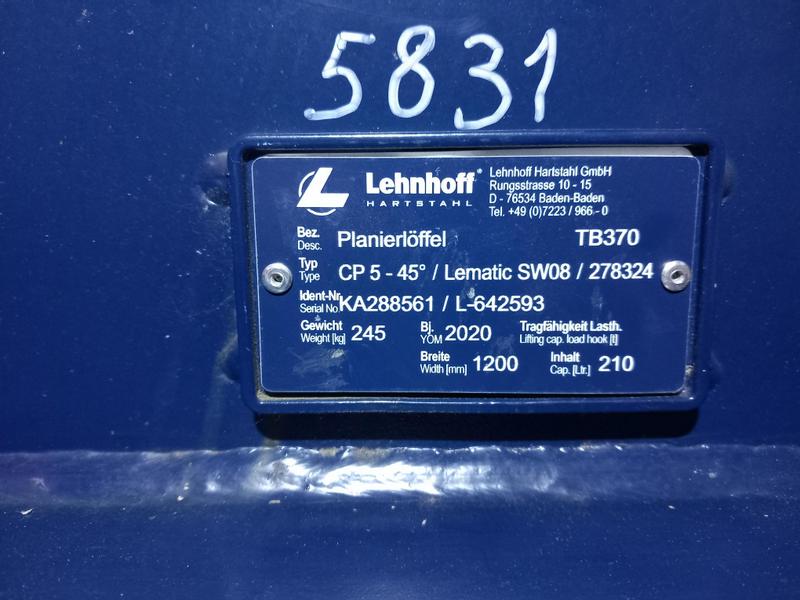 5831
Lehnhoff
HARTSTAHL
Lehnhoff Hartstahl GmbH
Rungsstrasse 10 - 15
D - 76534 Baden-Baden
Tel. +49 (0)7223 / 966 - 0
Bez. Desc. Planierlöffel TB370
Typ Type CP 5 - 45° / Lematic SW08 / 278324
Ident-Nr. Serial No KA288561 / L-642593
Gewicht Weight [kg] 245 Bj. YOM 2020 Tragfähigkeit Lasth. Lifting cap. load hook [t]
Breite Width [mm] 1200 Inhalt Cap. [Ltr.] 210